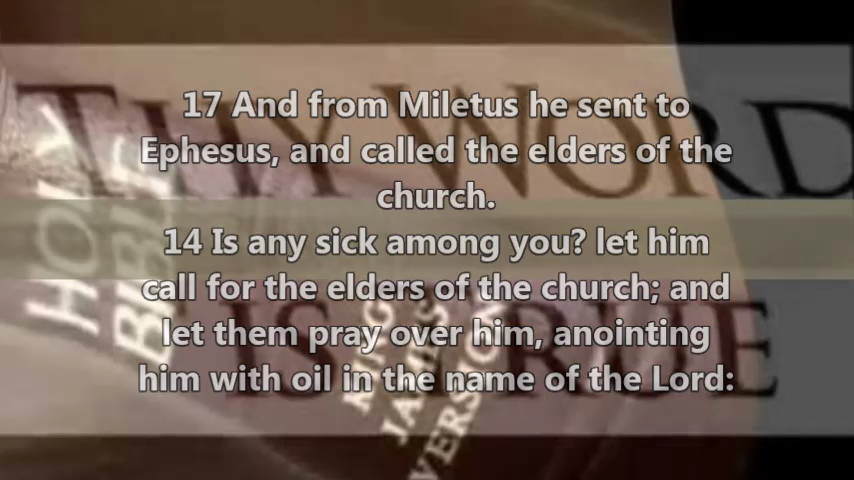 THY WORD
IS TRUE
HOLY
BIBLE
KING
JAMES
VERSION
17 And from Miletus he sent to
Ephesus, and called the elders of the
church.
14 Is any sick among you? let him
call for the elders of the church; and
let them pray over him, anointing
him with oil in the name of the Lord: